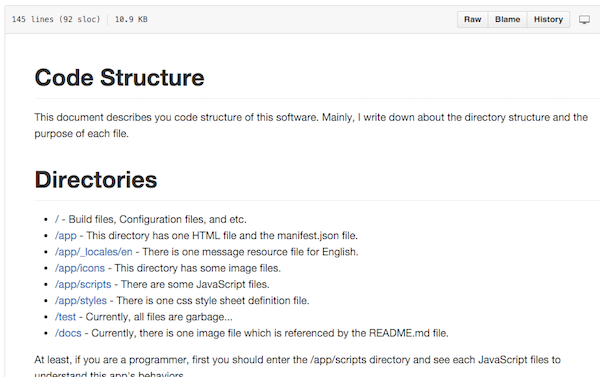 145 lines (92 sloc) 10.9 KB Raw Blame History
Code Structure
This document describes you code structure of this software. Mainly, I write down about the directory structure and the
purpose of each file.
Directories
/ - Build files, Configuration files, and etc.
/app - This directory has one HTML file and the manifest.json file.
/app/_locales/en - There is one message resource file for English.
/app/icons - This directory has some image files.
/app/scripts - There are some JavaScript files.
/app/styles - There is one css style sheet definition file.
/test - Currently, all files are garbage...
/docs - Currently, there is one image file which is referenced by the README.md file.
At least, if you are a programmer, first you should enter the /app/scripts directory and see each JavaScript files to
understand this app's behaviors